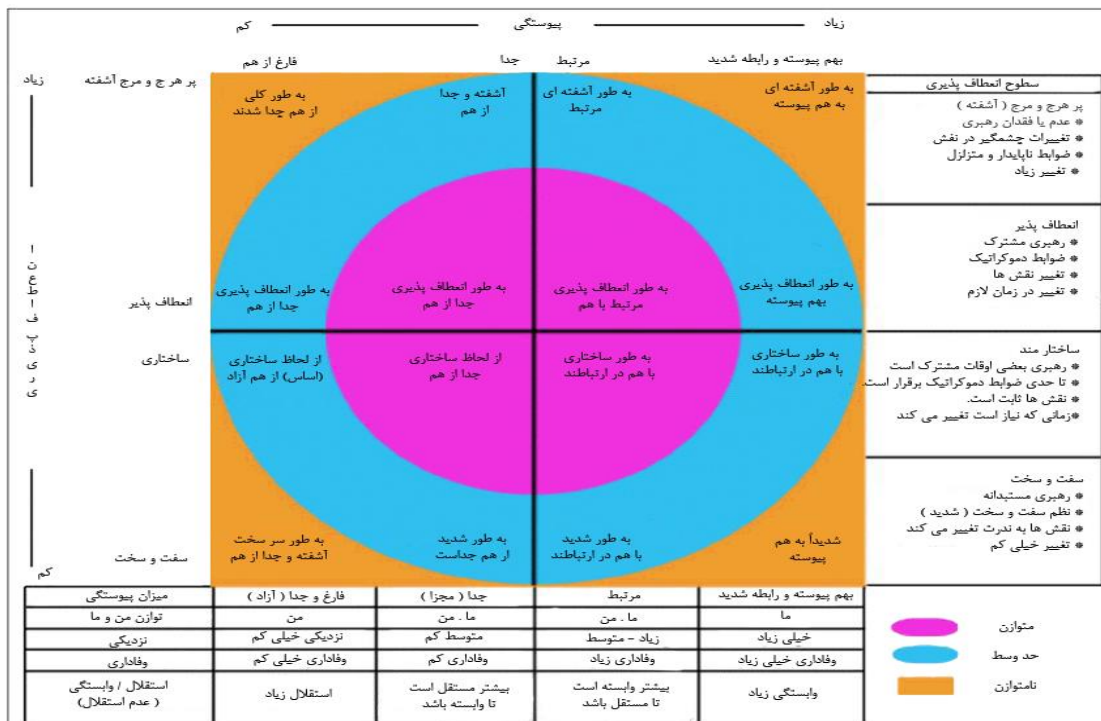 زیاد پیوستگی کم
بهم پیوسته و رابطه شدید مرتبط جدا فارغ از هم
سطوح انعطاف پذیری
پر هرج و مرج ( آشفته )
* عدم یا فقدان رهبری
* تغییرات چشمگیر در نقش
* ضوابط ناپایدار و متزلزل
* تغییر زیاد
انعطاف پذیر
* رهبری مشترک
* ضوابط دموکراتیک
* تغییر نقش ها
* تغییر در زمان لازم
ساختار مند
* رهبری بعضی اوقات مشترک است
* تا حدی ضوابط دموکراتیک برقرار است.
* نقش ها ثابت است.
*زمانی که نیاز است تغییر می کند
سفت و سخت
* رهبری مستبدانه
* نظم سفت و سخت ( شدید )
* نقش ها به ندرت تغییر می کند
* تغییر خیلی کم
به طور آشفته ای
به هم پیوسته
به طور آشفته ای
مرتبط
آشفته و جدا
از هم
به طور کلی
از هم چدا شدند
پر هر ج و مرج آشفته
زیاد
به طور انعطاف پذیری
بهم پیوسته
به طور انعطاف پذیری
مرتبط با هم
به طور انعطاف پذیری
جدا از هم
به طور انعطاف پذیری
جدا از هم
انعطاف پذیر
ا
ن
ع
ط
ا
ف
پ
ذ
ی
ر
ی
به طور ساختاری
با هم در ارتباطند
به طور ساختاری
با هم در ارتباطند
از لحاظ ساختاری
جدا از هم
از لحاظ ساختاری
(اساس) از هم آزاد
ساختاری
شدیداً به هم
پیوسته
به طور شدید
با هم در ارتباطند
به طور شدید
از هم جداست
به طور سر سخت
آشفته و جدا از هم
سفت و سخت
کم
بهم پیوسته و رابطه شدید مرتبط جدا ( مجزا ) فارغ و جدا ( آزاد ) میزان پیوستگی
ما ما . من ما . من من توازن من و ما
خیلی زیاد زیاد - متوسط متوسط کم نزدیکی خیلی کم نزدیکی
وفاداری خیلی زیاد وفاداری زیاد وفاداری کم وفاداری خیلی کم وفاداری
وابستگی زیاد بیشتر وابسته است بیشتر مستقل است استقلال زیاد استقلال / وابستگی
تا مستقل باشد تا وابسته باشد ( عدم استقلال)
متوازن
حد وسط
نامتوازن